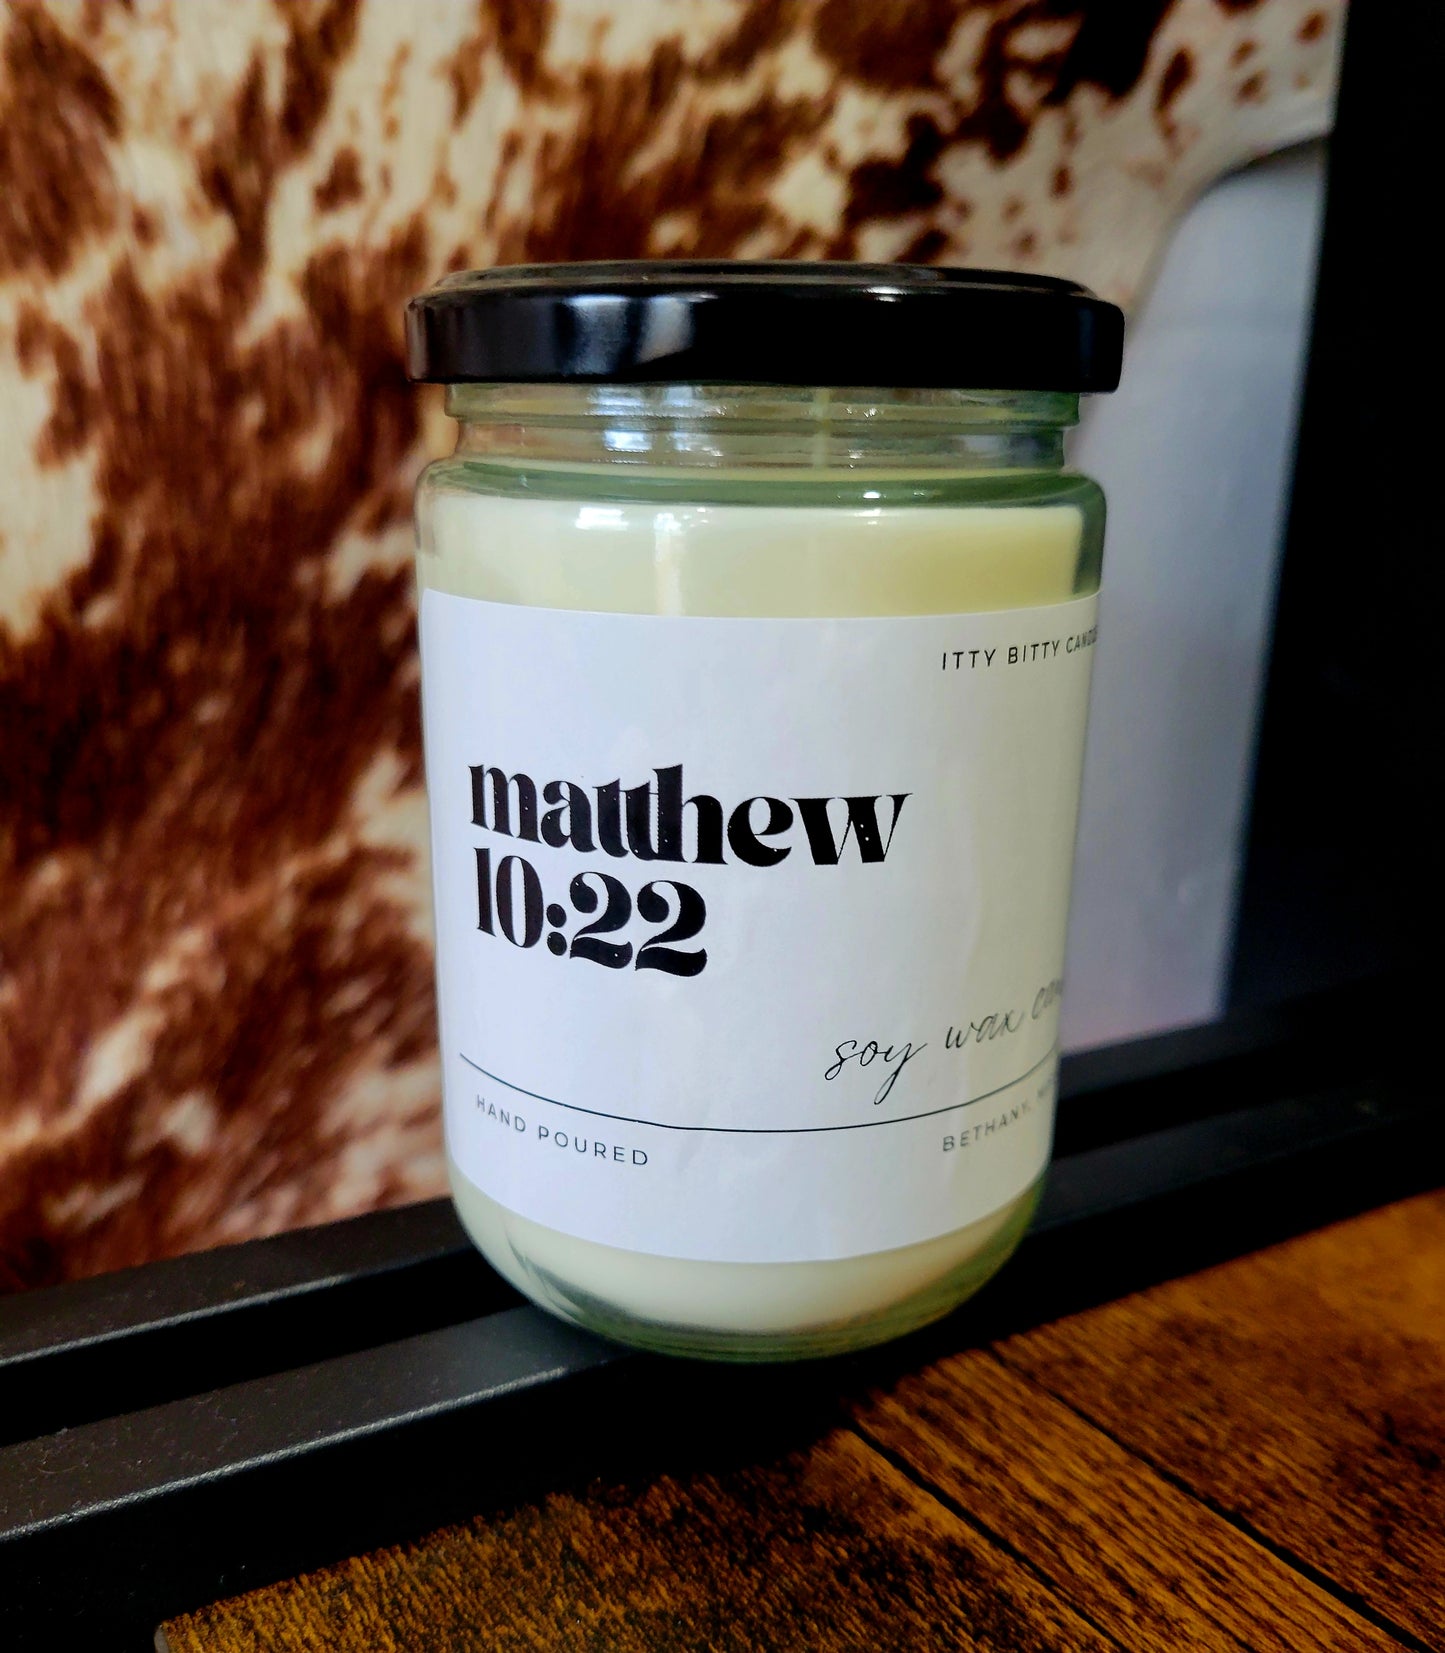 ITTY BITTY
matthew
10:22
soy wax
HAND POURED
BETHANY,